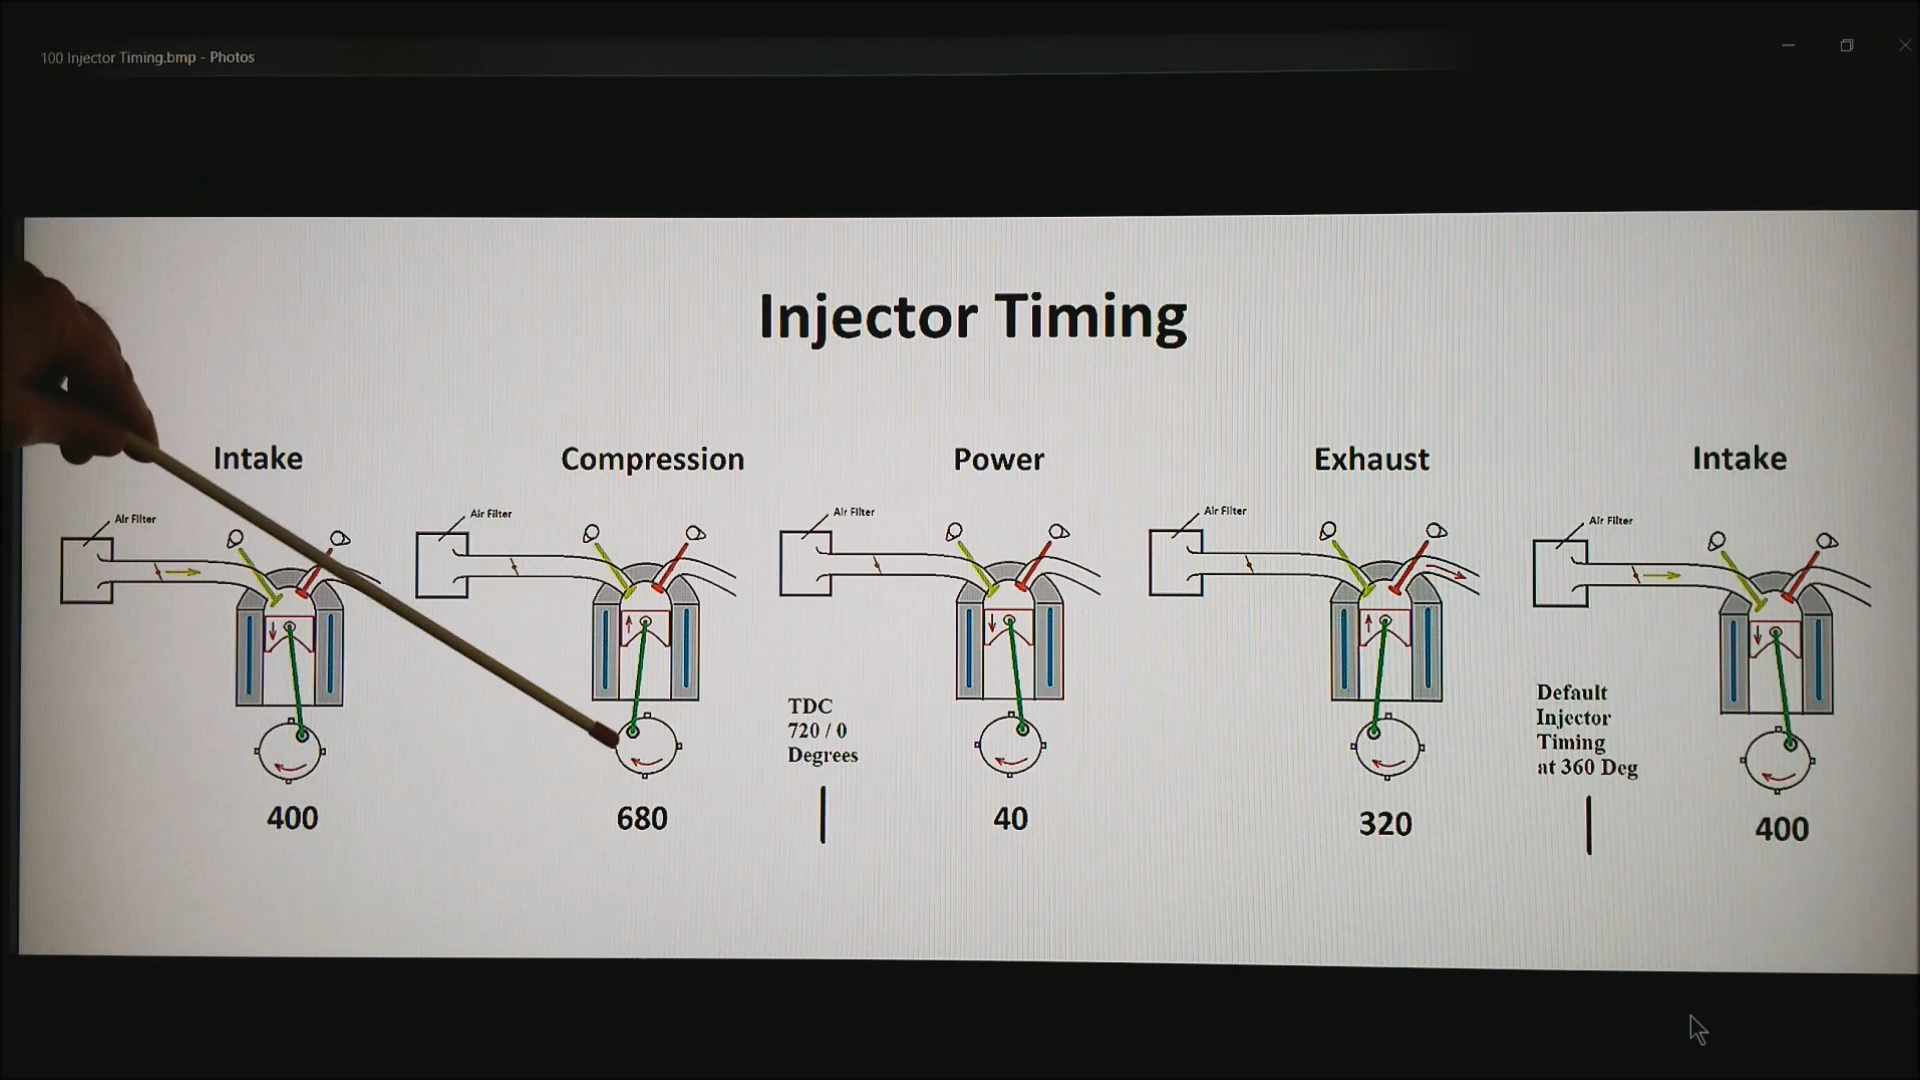 100 Injector Timing.bmp - Photos
Injector Timing
Intake
Compression
Power
Exhaust
Intake
Air Filter
Air Filter
Air Filter
Air Filter
Air Filter
TDC
720 / 0
Degrees
Default
Injector
Timing
at 360 Deg
400
680
40
320
400